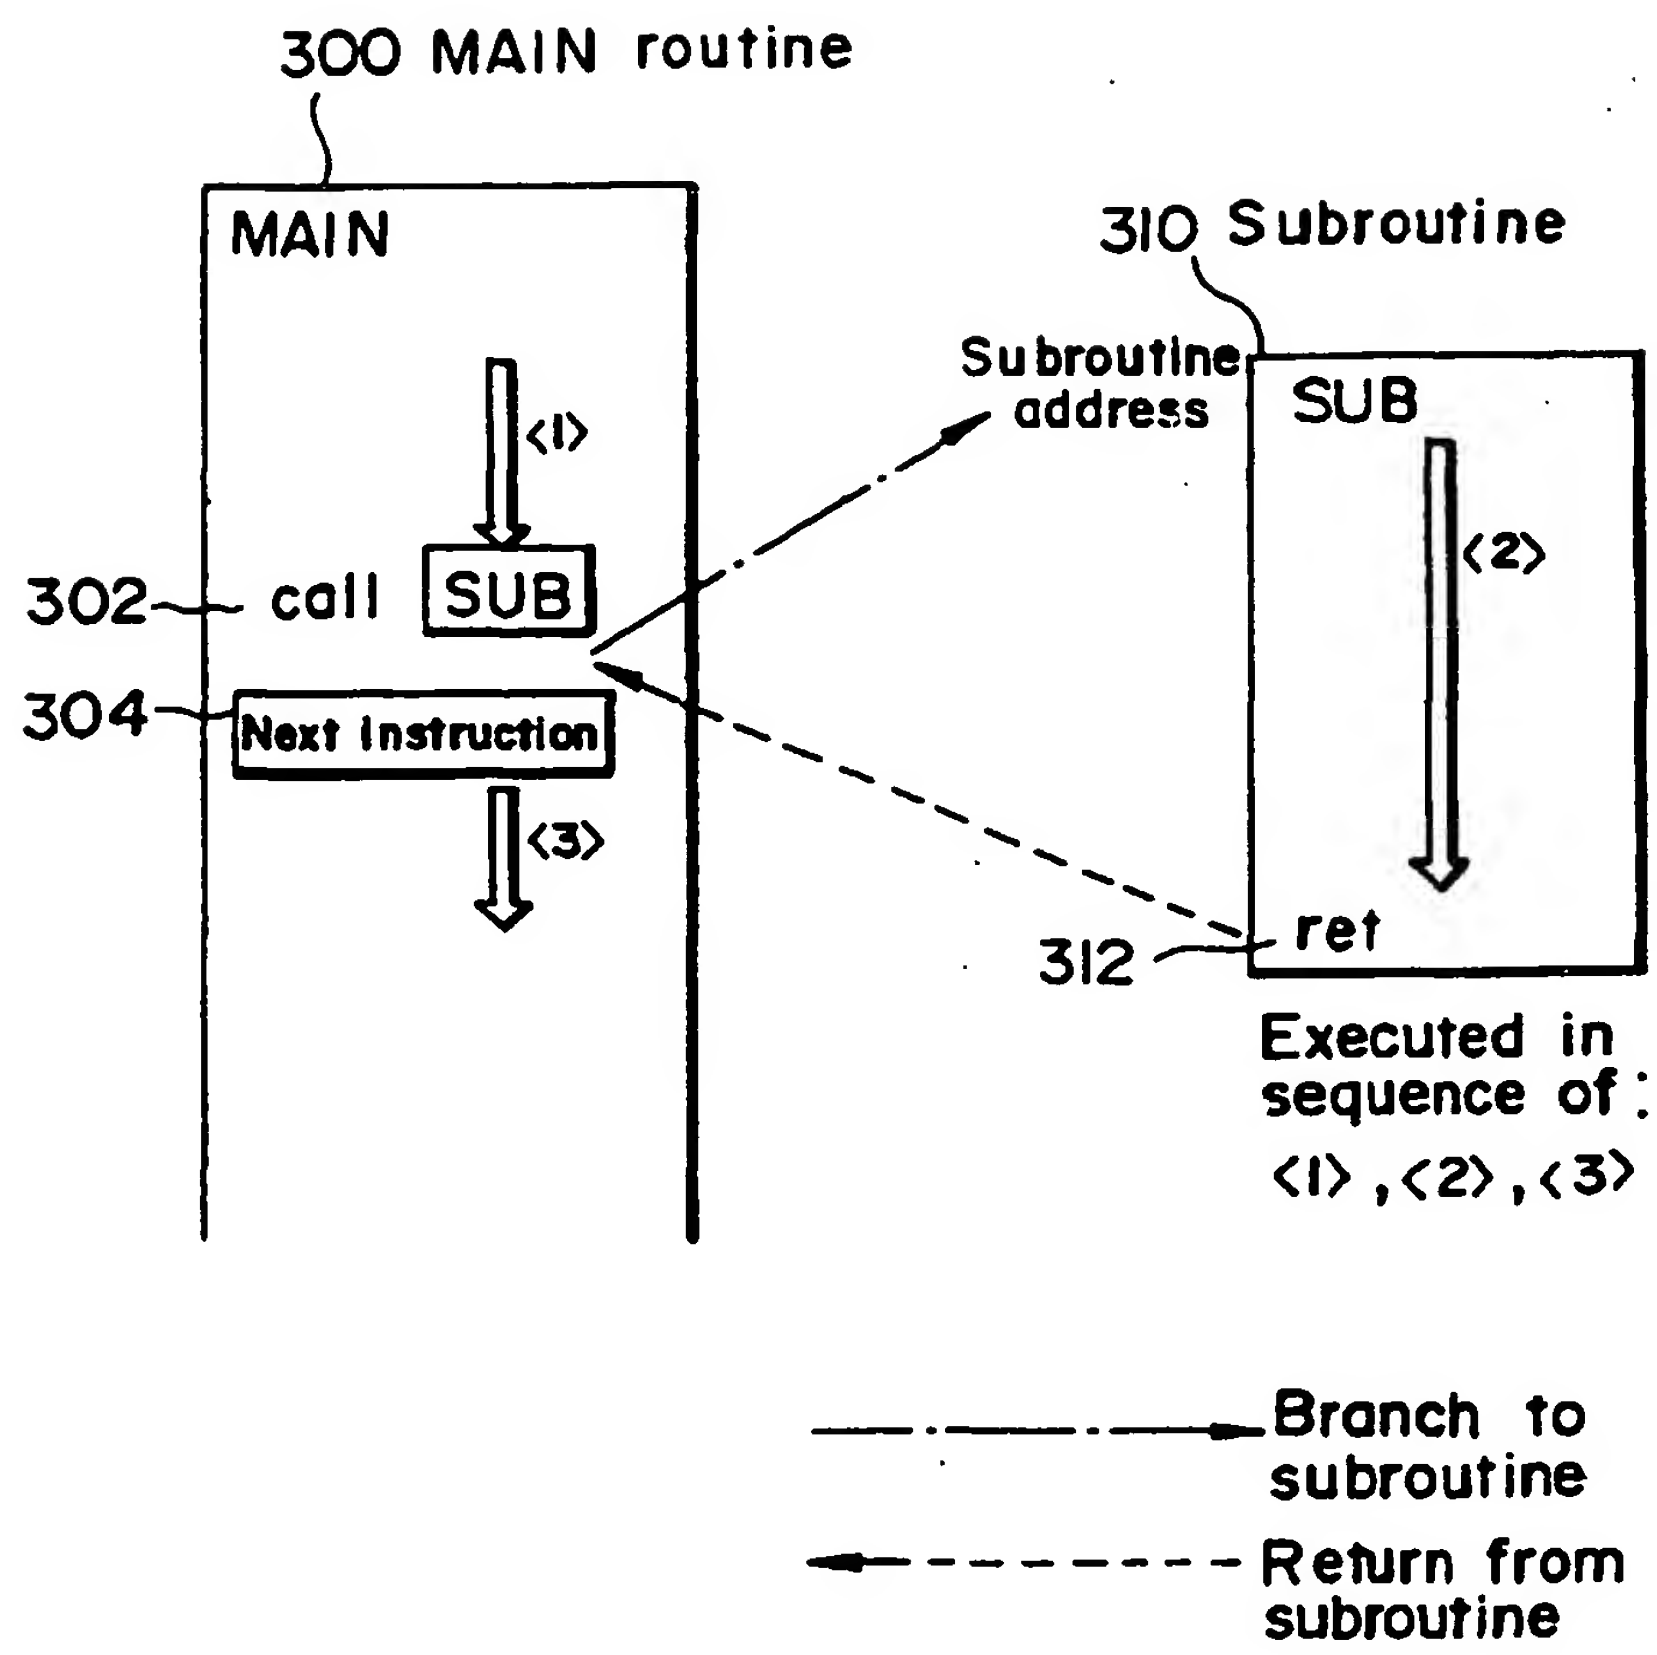 300 MAIN routine
MAIN
<1>
302 call SUB
304 Next instruction
<3>
310 Subroutine
Subroutine
address
SUB
<2>
312 ret
Executed in
sequence of :
<1>, <2>, <3>
Branch to
subroutine
Return from
subroutine